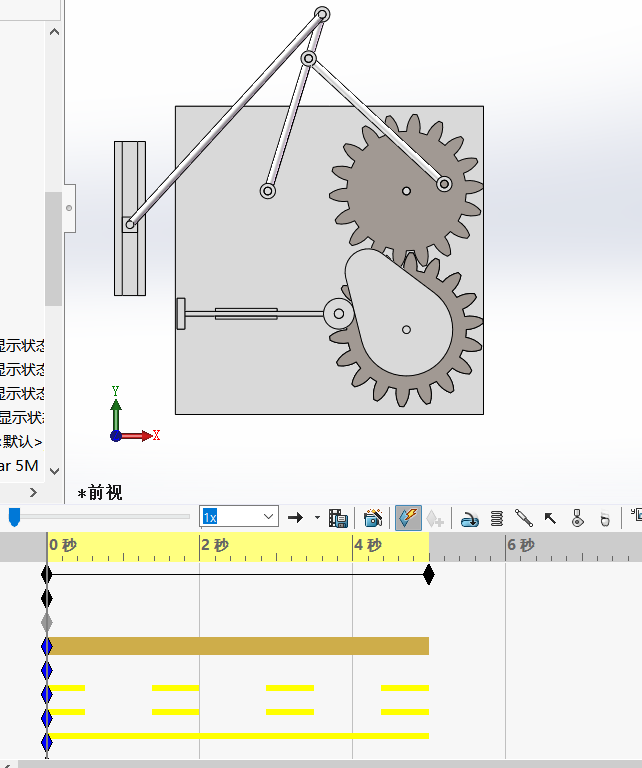 显示状态
显示状态
显示状态
显示状态
<默认>
ar 5M
Y
X
*前视
1x
0 秒
2 秒
4 秒
6 秒